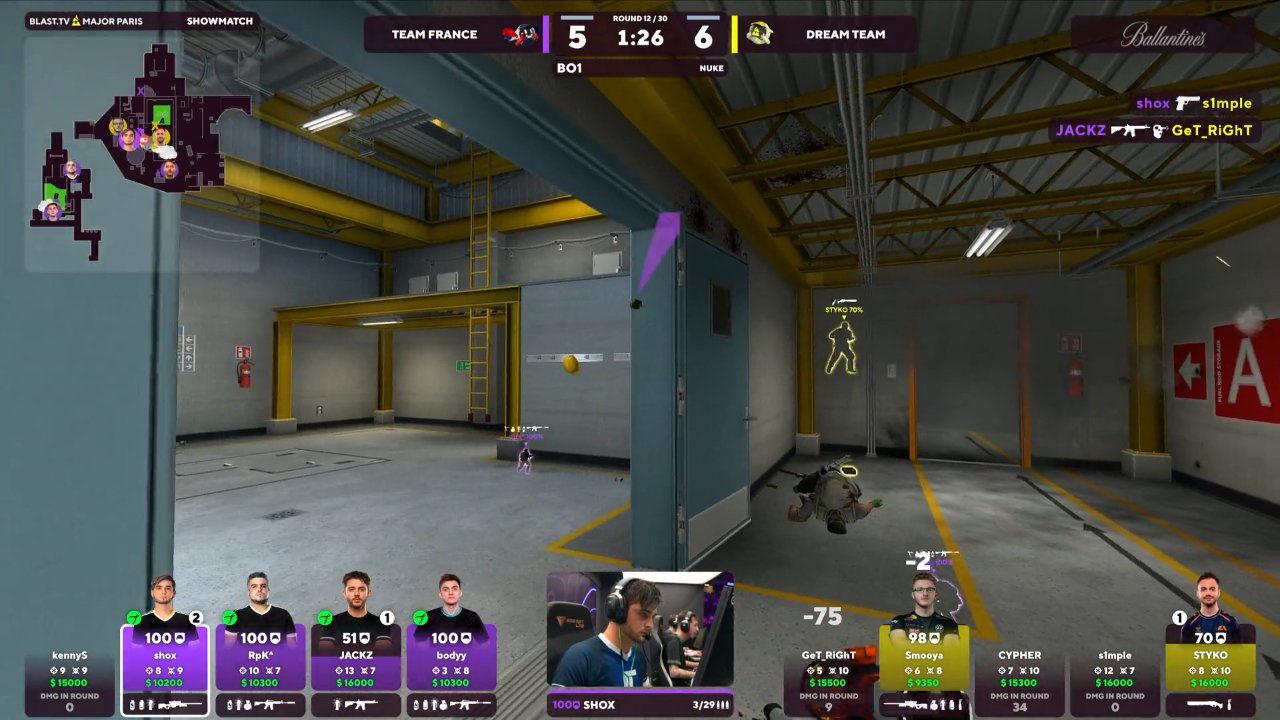 BLAST.TV MAJOR PARIS SHOWMATCH
TEAM FRANCE 5 ROUND 12 / 30 1:26 6 DREAM TEAM
BO1 NUKE
Ballantine's
shox s1mple
JACKZ GeT_RiGhT
STYKO 70%
A
-2
-75
kennyS
9 9
$15000
DMG IN ROUND
0
2
100
shox
8 9
$10200
100
RpK^
10 7
$10300
1
51
JACKZ
13 7
$16000
100
bodyy
3 8
$10300
100 SHOX 3/29
GeT_RiGhT
5 10
$15500
DMG IN ROUND
9
98
Smooya
6 8
$9350
CYPHER
7 10
$15300
DMG IN ROUND
34
s1mple
12 7
$16000
DMG IN ROUND
0
1
70
STYKO
8 10
$16000